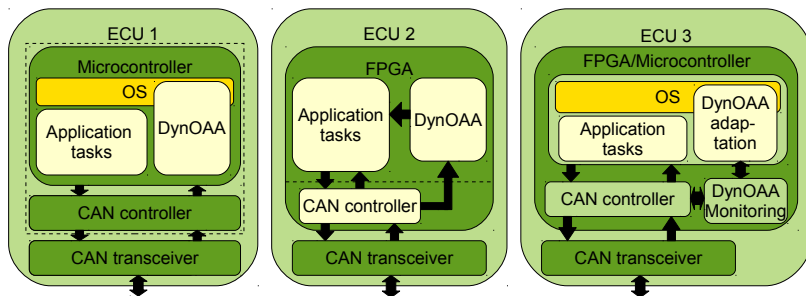 ECU 1
Microcontroller
OS
Application
tasks
DynOAA
CAN controller
CAN transceiver
ECU 2
FPGA
Application
tasks
DynOAA
CAN controller
CAN transceiver
ECU 3
FPGA/Microcontroller
OS
Application
tasks
DynOAA
adap-
tation
CAN controller
DynOAA
Monitoring
CAN transceiver